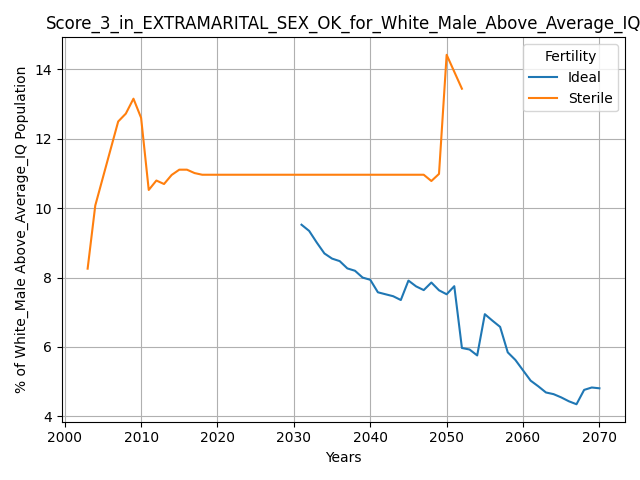 Score_3_in_EXTRAMARITAL_SEX_OK_for_White_Male_Above_Average_IQ
% of White_Male Above_Average_IQ Population
14
12
10
8
6
4
Fertility
Ideal
Sterile
2000 2010 2020 2030 2040 2050 2060 2070
Years